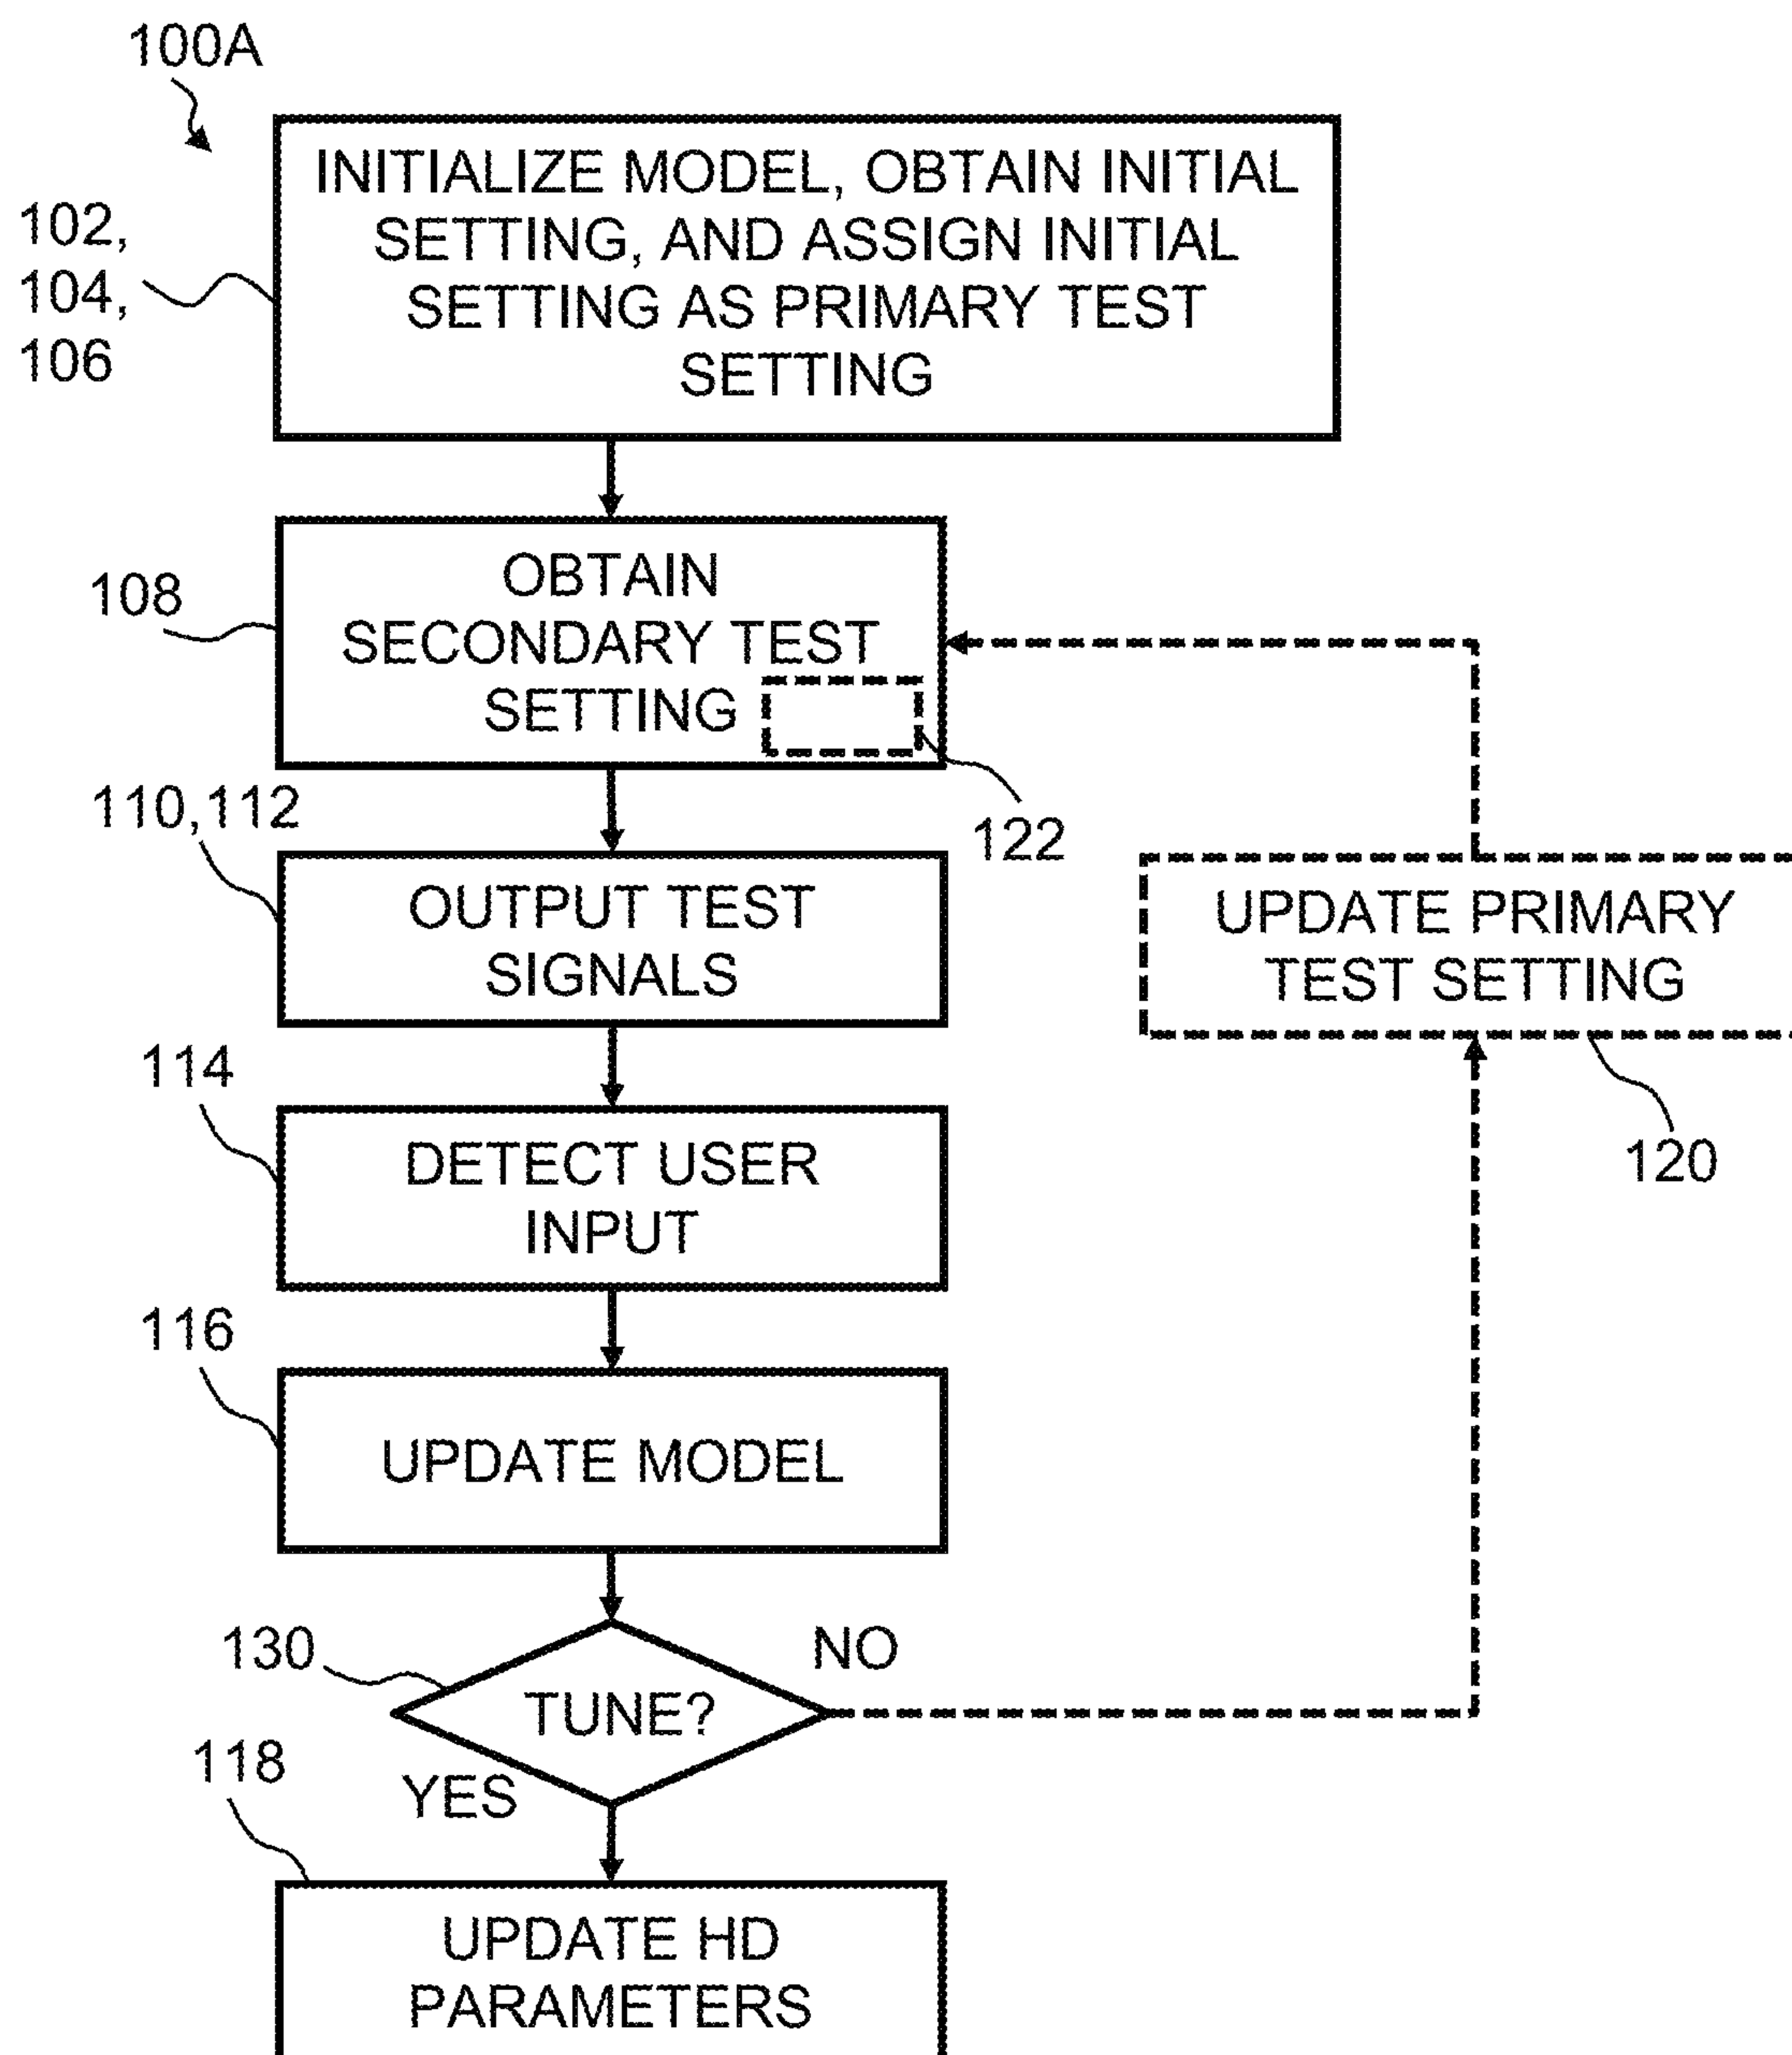 100A
INITIALIZE MODEL, OBTAIN INITIAL
SETTING, AND ASSIGN INITIAL
SETTING AS PRIMARY TEST
SETTING
102,
104,
106
OBTAIN
SECONDARY TEST
SETTING
108
122
110,112
OUTPUT TEST
SIGNALS
UPDATE PRIMARY
TEST SETTING
120
114
DETECT USER
INPUT
116
UPDATE MODEL
130
TUNE?
NO
YES
118
UPDATE HD
PARAMETERS